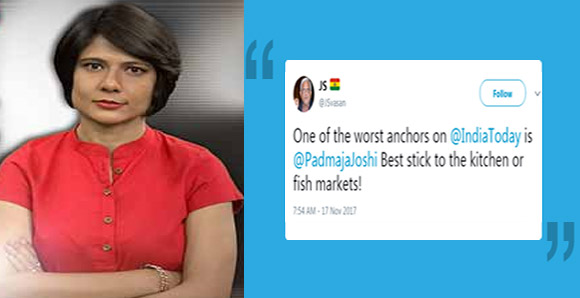 JS
@JSvasan
Follow
One of the worst anchors on @IndiaToday is
@PadmajaJoshi Best stick to the kitchen or
fish markets!
7:54 AM - 17 Nov 2017